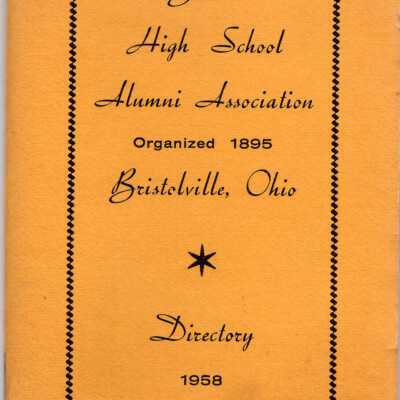 High School
Alumni Association
Organized 1895
Bristolville, Ohio
Directory
1958